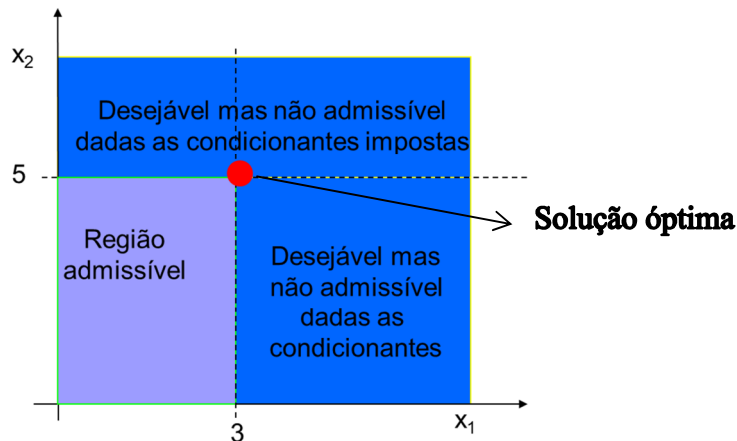 x2
Desejável mas não admissível
dadas as condicionantes impostas
5
Solução óptima
Região
admissível
Desejável mas
não admissível
dadas as
condicionantes
3
x1